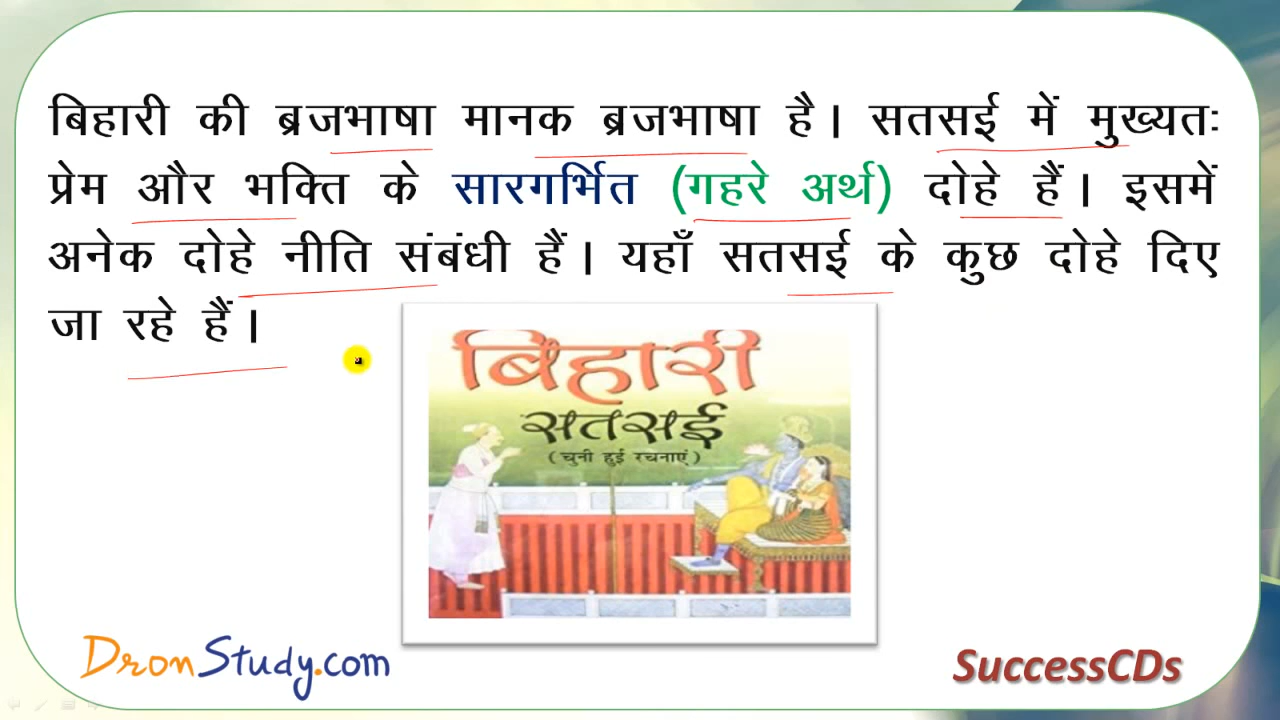 बिहारी की ब्रजभाषा मानक ब्रजभाषा है। सतसई में मुख्यतः
प्रेम और भक्ति के सारगर्भित (गहरे अर्थ) दोहे हैं। इसमें
अनेक दोहे नीति संबंधी हैं। यहाँ सतसई के कुछ दोहे दिए
जा रहे हैं।
बिहारी
सतसई
(चुनी हुई रचनाएं)
DronStudy.com
SuccessCDs